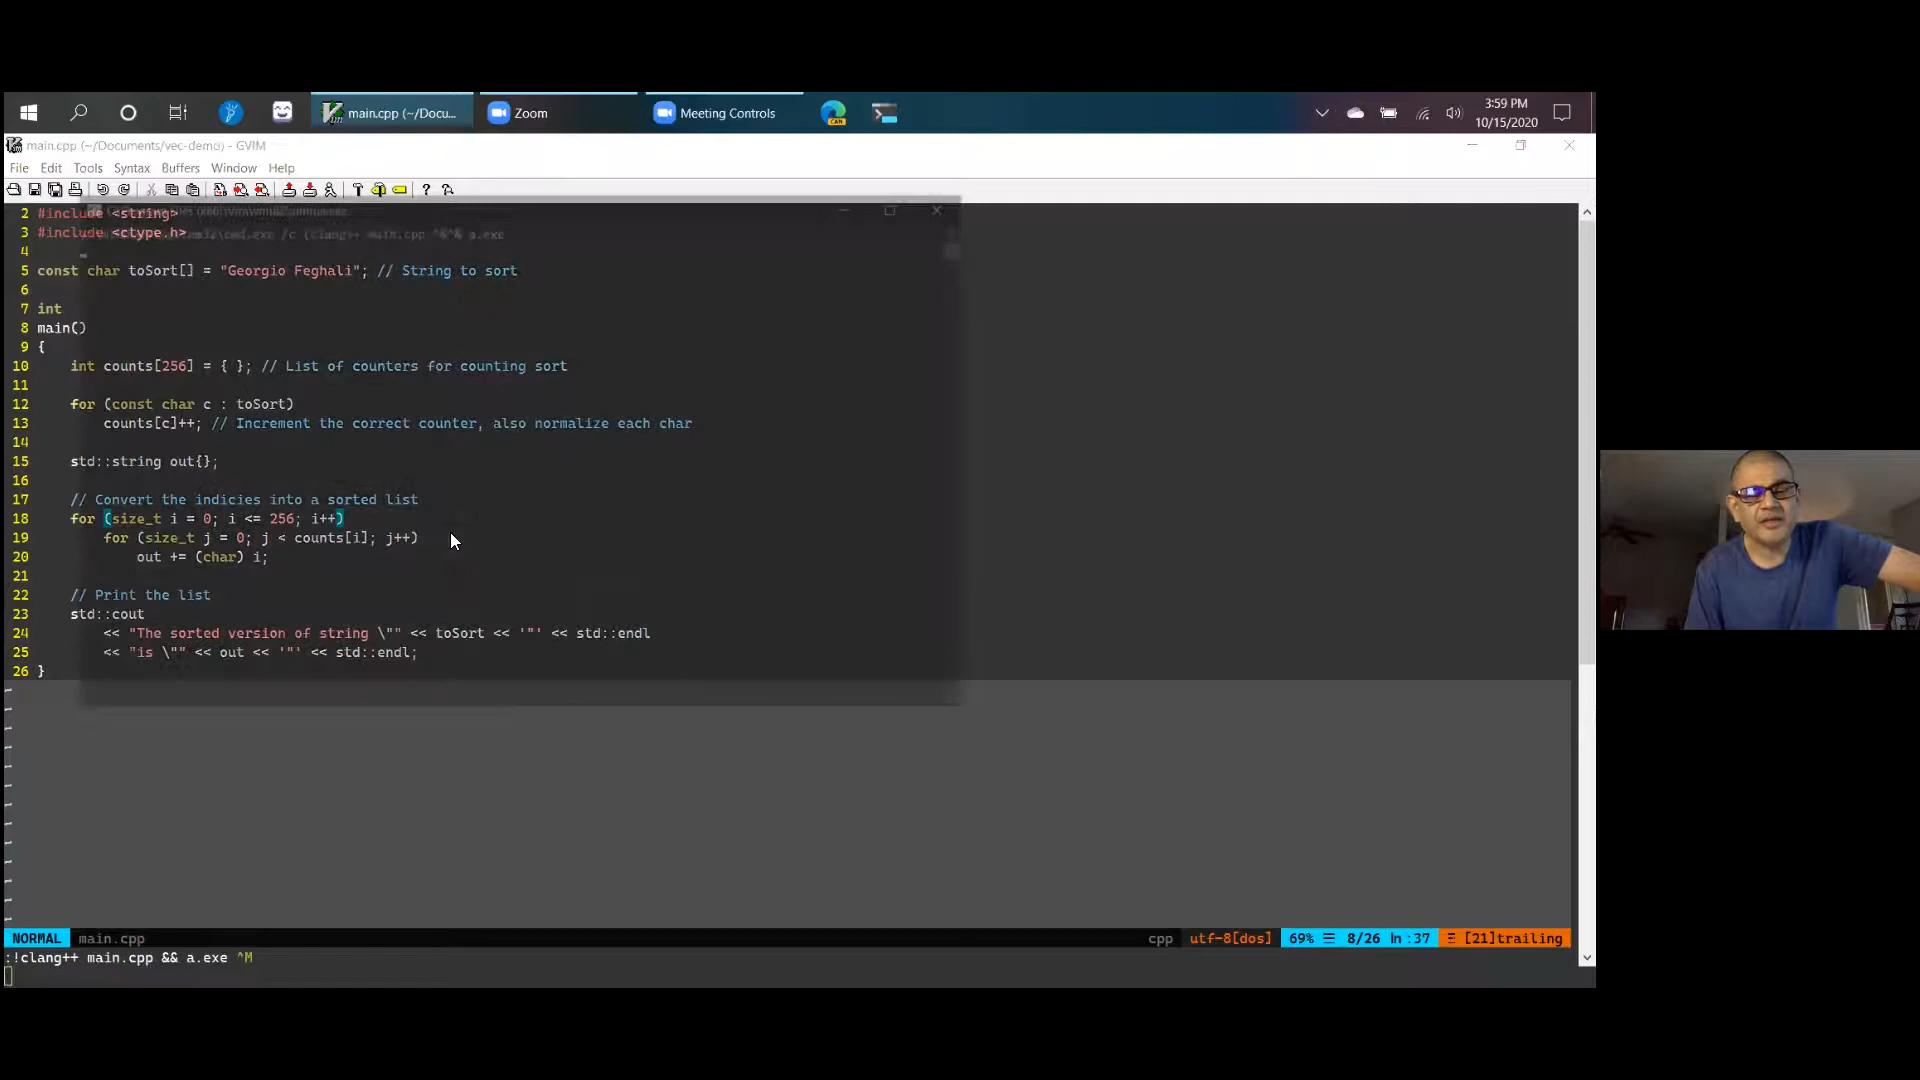 main.cpp (~/Docu...
Zoom
Meeting Controls
CAN
3:59 PM
10/15/2020
main.cpp (~/Documents/vec-demo) - GVIM
File Edit Tools Syntax Buffers Window Help
2 #include <string>
3 #include <ctype.h>
cmd.exe /c (clang++ main.cpp ^&^& a.exe
4
5 const char toSort[] = "Georgio Feghali"; // String to sort
6
7 int
8 main()
9 {
10 int counts[256] = { }; // List of counters for counting sort
11
12 for (const char c : toSort)
13 counts[c]++; // Increment the correct counter, also normalize each char
14
15 std::string out{};
16
17 // Convert the indicies into a sorted list
18 for (size_t i = 0; i <= 256; i++)
19 for (size_t j = 0; j < counts[i]; j++)
20 out += (char) i;
21
22 // Print the list
23 std::cout
24 << "The sorted version of string \"" << toSort << '"' << std::endl
25 << "is \"" << out << '"' << std::endl;
26 }
~
~
~
~
~
~
~
~
~
~
~
~
~
NORMAL main.cpp cpp utf-8[dos] 69% ☰ 8/26 ln :37 Ξ [21]trailing
:!clang++ main.cpp && a.exe ^M